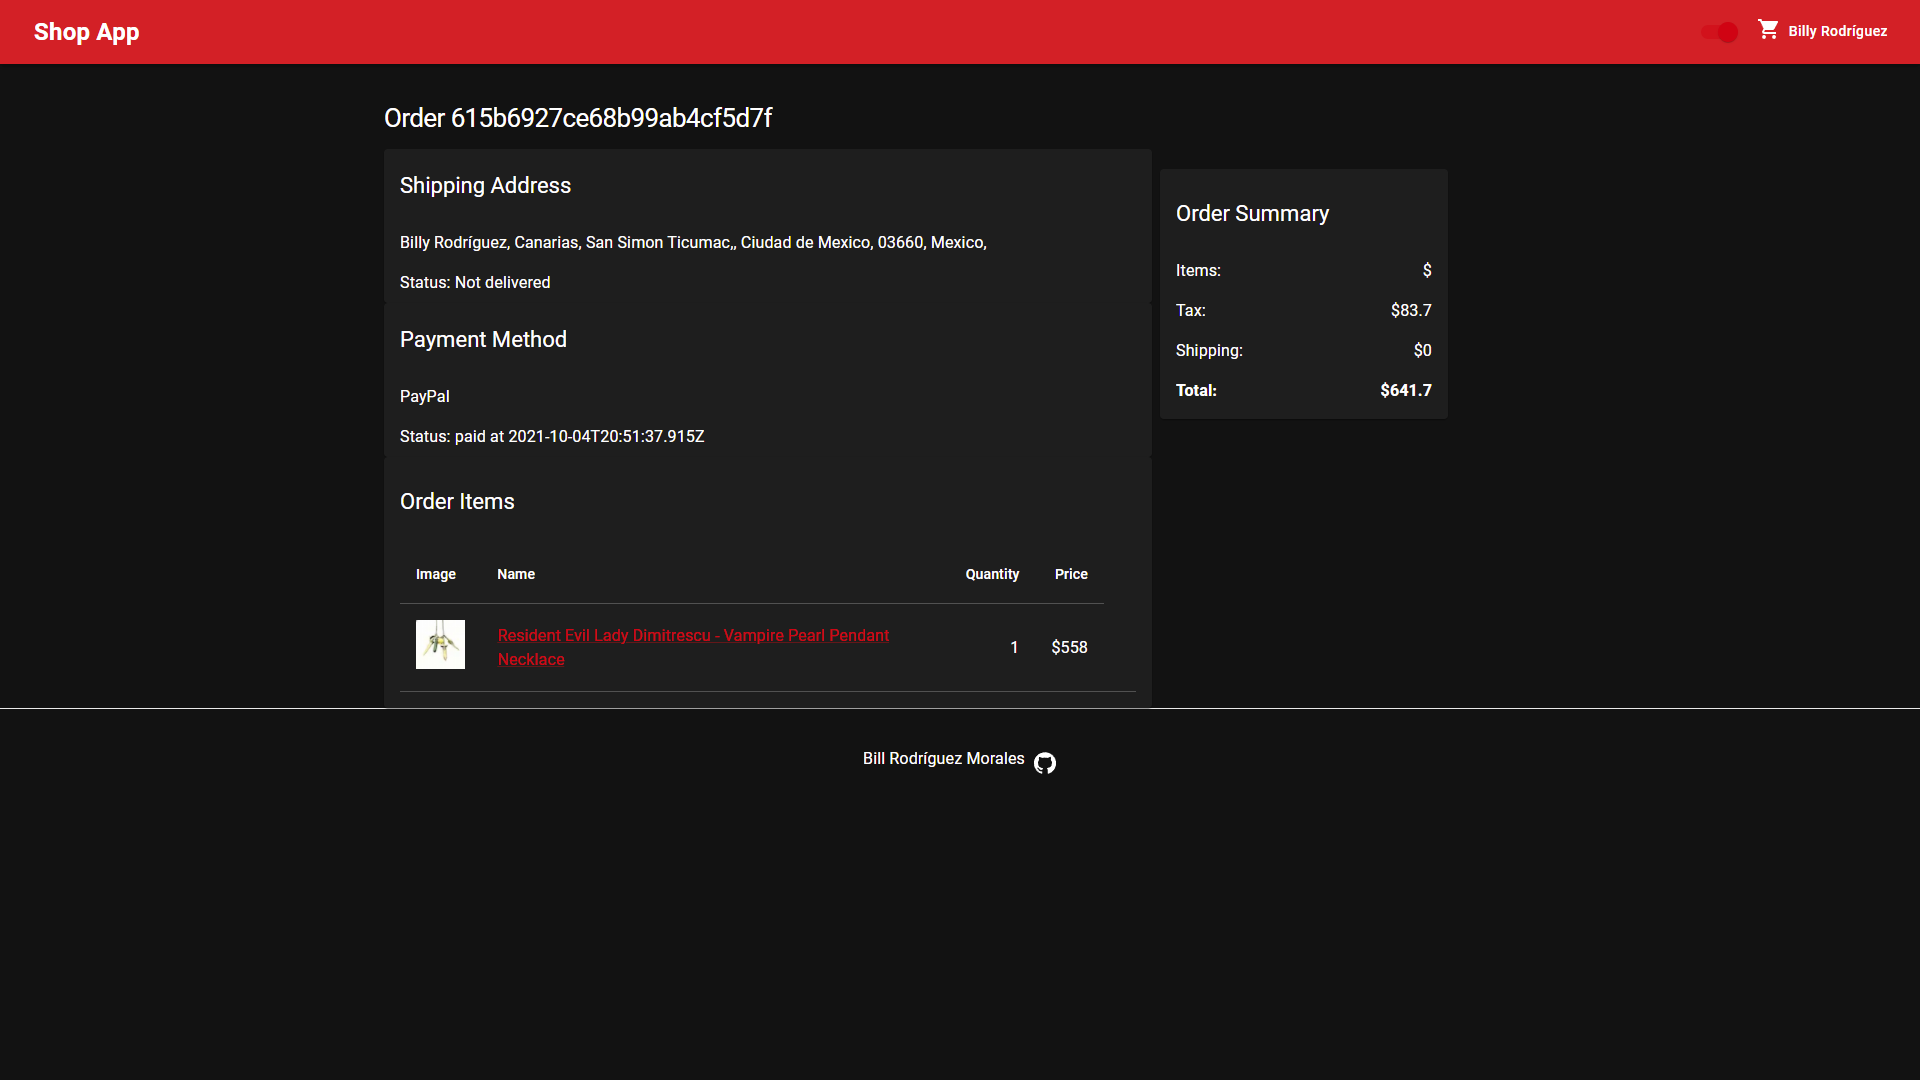 Shop App
Billy Rodríguez
Order 615b6927ce68b99ab4cf5d7f
Shipping Address
Billy Rodríguez, Canarias, San Simon Ticumac,, Ciudad de Mexico, 03660, Mexico,
Status: Not delivered
Payment Method
PayPal
Status: paid at 2021-10-04T20:51:37.915Z
Order Items
Image Name Quantity Price
Resident Evil Lady Dimitrescu - Vampire Pearl Pendant
Necklace
1 $558
Order Summary
Items: $
Tax: $83.7
Shipping: $0
Total: $641.7
Bill Rodríguez Morales